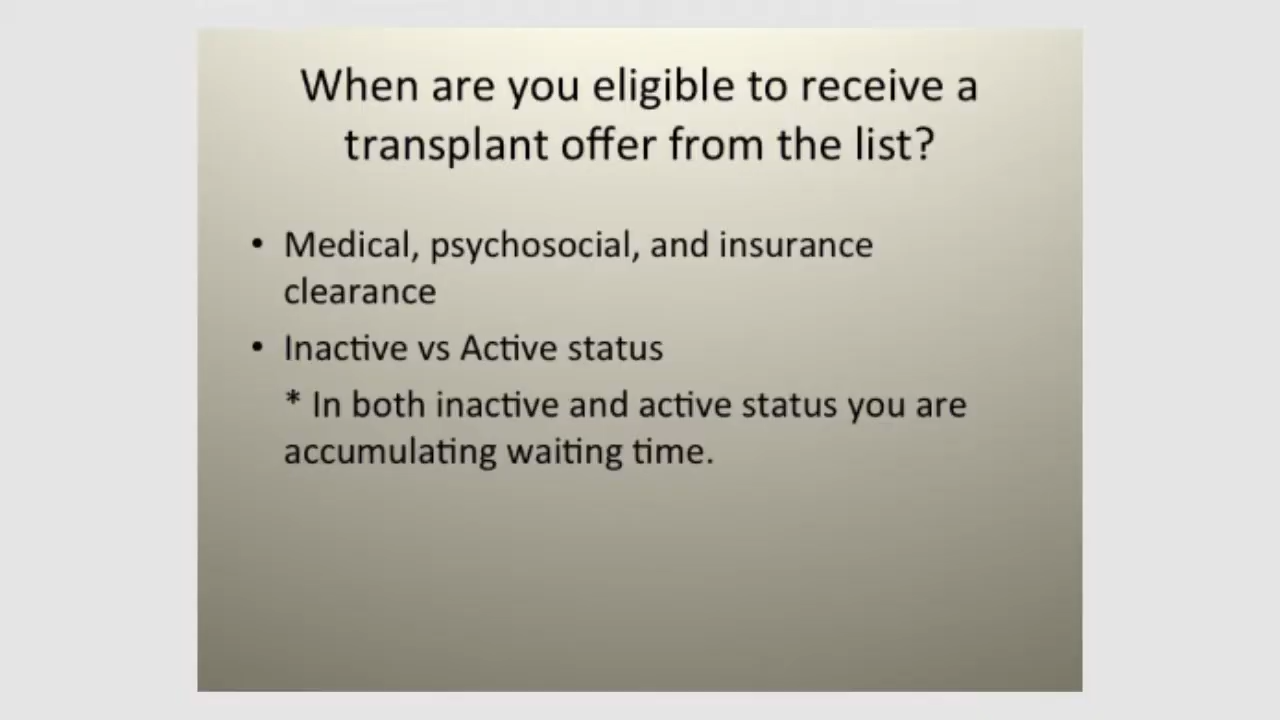 When are you eligible to receive a
transplant offer from the list?
• Medical, psychosocial, and insurance
clearance
• Inactive vs Active status
* In both inactive and active status you are
accumulating waiting time.